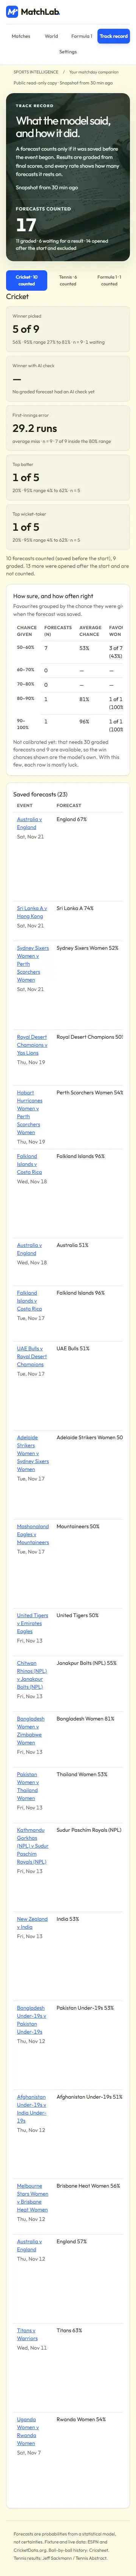 MatchLab.
Matches
World
Formula 1
Track record
Settings
SPORTS INTELLIGENCE / Your matchday companion
Public read-only copy · Snapshot from 30 min ago
TRACK RECORD
What the model said,
and how it did.
A forecast counts only if it was saved before
the match began. Results are graded from
final scores, and every rate shows how many
forecasts it rests on.
Snapshot from 30 min ago
FORECASTS COUNTED
17
11 graded · 6 waiting for a result · 14 opened
after the start and excluded
Cricket · 10
counted
Tennis · 6
counted
Formula 1 · 1
counted
Cricket
Winner picked
5 of 9
56% · 95% range 27% to 81% · n = 9 · 1 waiting
Winner with AI check
—
No graded forecast had an AI check yet
First-innings error
29.2 runs
average miss · n = 9 · 7 of 9 inside the 80% range
Top batter
1 of 5
20% · 95% range 4% to 62% · n = 5
Top wicket-taker
1 of 5
20% · 95% range 4% to 62% · n = 5
10 forecasts counted (saved before the start), 9
graded. 13 more were opened after the start and are
not counted.
How sure, and how often right
Favourites grouped by the chance they were given
when the forecast was saved.
CHANCE
GIVEN
FORECASTS
(N)
AVERAGE
CHANCE
FAVOU
WON
50–60% 7 53% 3 of 7
(43%)
60–70% 0 — —
70–80% 0 — —
80–90% 1 81% 1 of 1
(100%
90–
100%
1 96% 1 of 1
(100%
Not calibrated yet: that needs 30 graded
forecasts and 9 are available, so the win
chances shown are the model's own. With this
few, each row is mostly luck.
Saved forecasts (23)
EVENT FORECAST
Australia v
England
Sat, Nov 21
England 67%
Sri Lanka A v
Hong Kong
Sat, Nov 21
Sri Lanka A 74%
Sydney Sixers
Women v
Perth
Scorchers
Women
Sat, Nov 21
Sydney Sixers Women 52%
Royal Desert
Champions v
Yas Lions
Thu, Nov 19
Royal Desert Champions 50%
Hobart
Hurricanes
Women v
Perth
Scorchers
Women
Thu, Nov 19
Perth Scorchers Women 54%
Falkland
Islands v
Costa Rica
Wed, Nov 18
Falkland Islands 96%
Australia v
England
Wed, Nov 18
Australia 51%
Falkland
Islands v
Costa Rica
Tue, Nov 17
Falkland Islands 96%
UAE Bulls v
Royal Desert
Champions
Tue, Nov 17
UAE Bulls 51%
Adelaide
Strikers
Women v
Sydney Sixers
Women
Tue, Nov 17
Adelaide Strikers Women 50
Mashonaland
Eagles v
Mountaineers
Tue, Nov 17
Mountaineers 50%
United Tigers
v Emirates
Eagles
Fri, Nov 13
United Tigers 50%
Chitwan
Rhinos (NPL)
v Janakpur
Bolts (NPL)
Fri, Nov 13
Janakpur Bolts (NPL) 55%
Bangladesh
Women v
Zimbabwe
Women
Fri, Nov 13
Bangladesh Women 81%
Pakistan
Women v
Thailand
Women
Fri, Nov 13
Thailand Women 53%
Kathmandu
Gorkhas
(NPL) v Sudur
Paschim
Royals (NPL)
Fri, Nov 13
Sudur Paschim Royals (NPL)
New Zealand
v India
Fri, Nov 13
India 53%
Bangladesh
Under-19s v
Pakistan
Under-19s
Thu, Nov 12
Pakistan Under-19s 53%
Afghanistan
Under-19s v
India Under-
19s
Thu, Nov 12
Afghanistan Under-19s 51%
Melbourne
Stars Women
v Brisbane
Heat Women
Thu, Nov 12
Brisbane Heat Women 56%
Australia v
England
Thu, Nov 12
England 57%
Titans v
Warriors
Wed, Nov 11
Titans 63%
Uganda
Women v
Rwanda
Women
Sat, Nov 7
Rwanda Women 54%
Forecasts are probabilities from a statistical model,
not certainties. Fixture and live data: ESPN and
CricketData.org. Ball-by-ball history: Cricsheet.
Tennis results: Jeff Sackmann / Tennis Abstract.